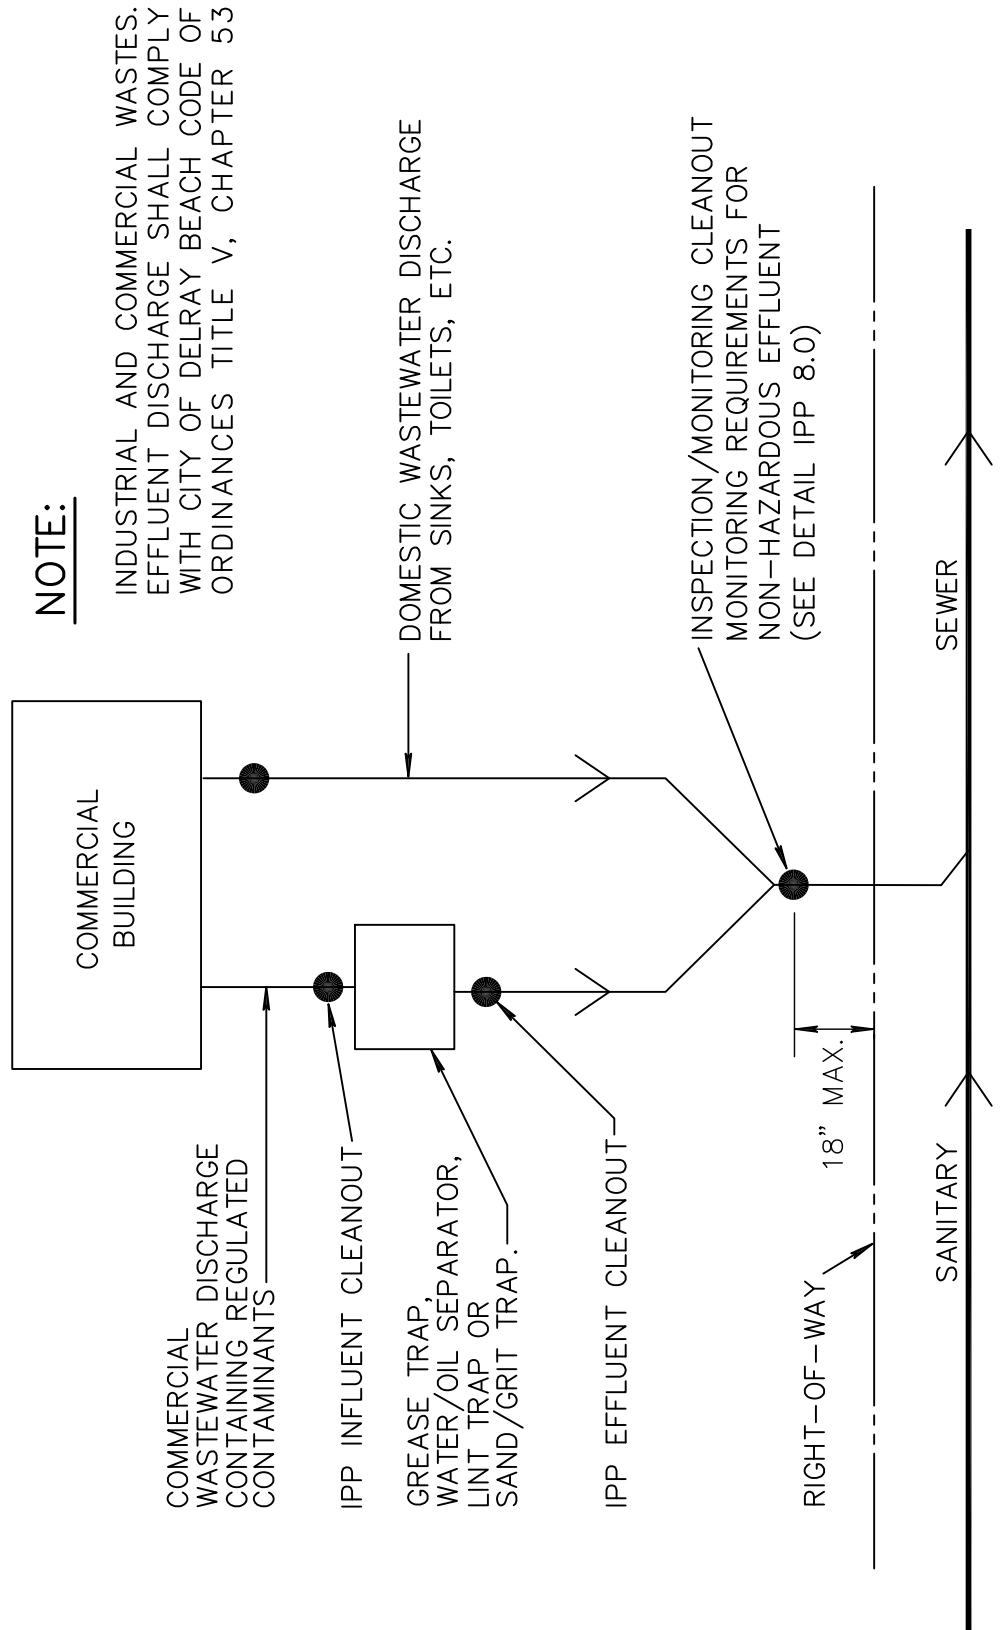 NOTE:
INDUSTRIAL AND COMMERCIAL WASTES.
EFFLUENT DISCHARGE SHALL COMPLY
WITH CITY OF DELRAY BEACH CODE OF
ORDINANCES TITLE V, CHAPTER 53
COMMERCIAL
BUILDING
COMMERCIAL
WASTEWATER DISCHARGE
CONTAINING REGULATED
CONTAMINANTS
DOMESTIC WASTEWATER DISCHARGE
FROM SINKS, TOILETS, ETC.
IPP INFLUENT CLEANOUT
GREASE TRAP,
WATER/OIL SEPARATOR,
LINT TRAP OR
SAND/GRIT TRAP.
IPP EFFLUENT CLEANOUT
INSPECTION/MONITORING CLEANOUT
MONITORING REQUIREMENTS FOR
NON-HAZARDOUS EFFLUENT
(SEE DETAIL IPP 8.0)
18" MAX.
RIGHT-OF-WAY
SANITARY SEWER